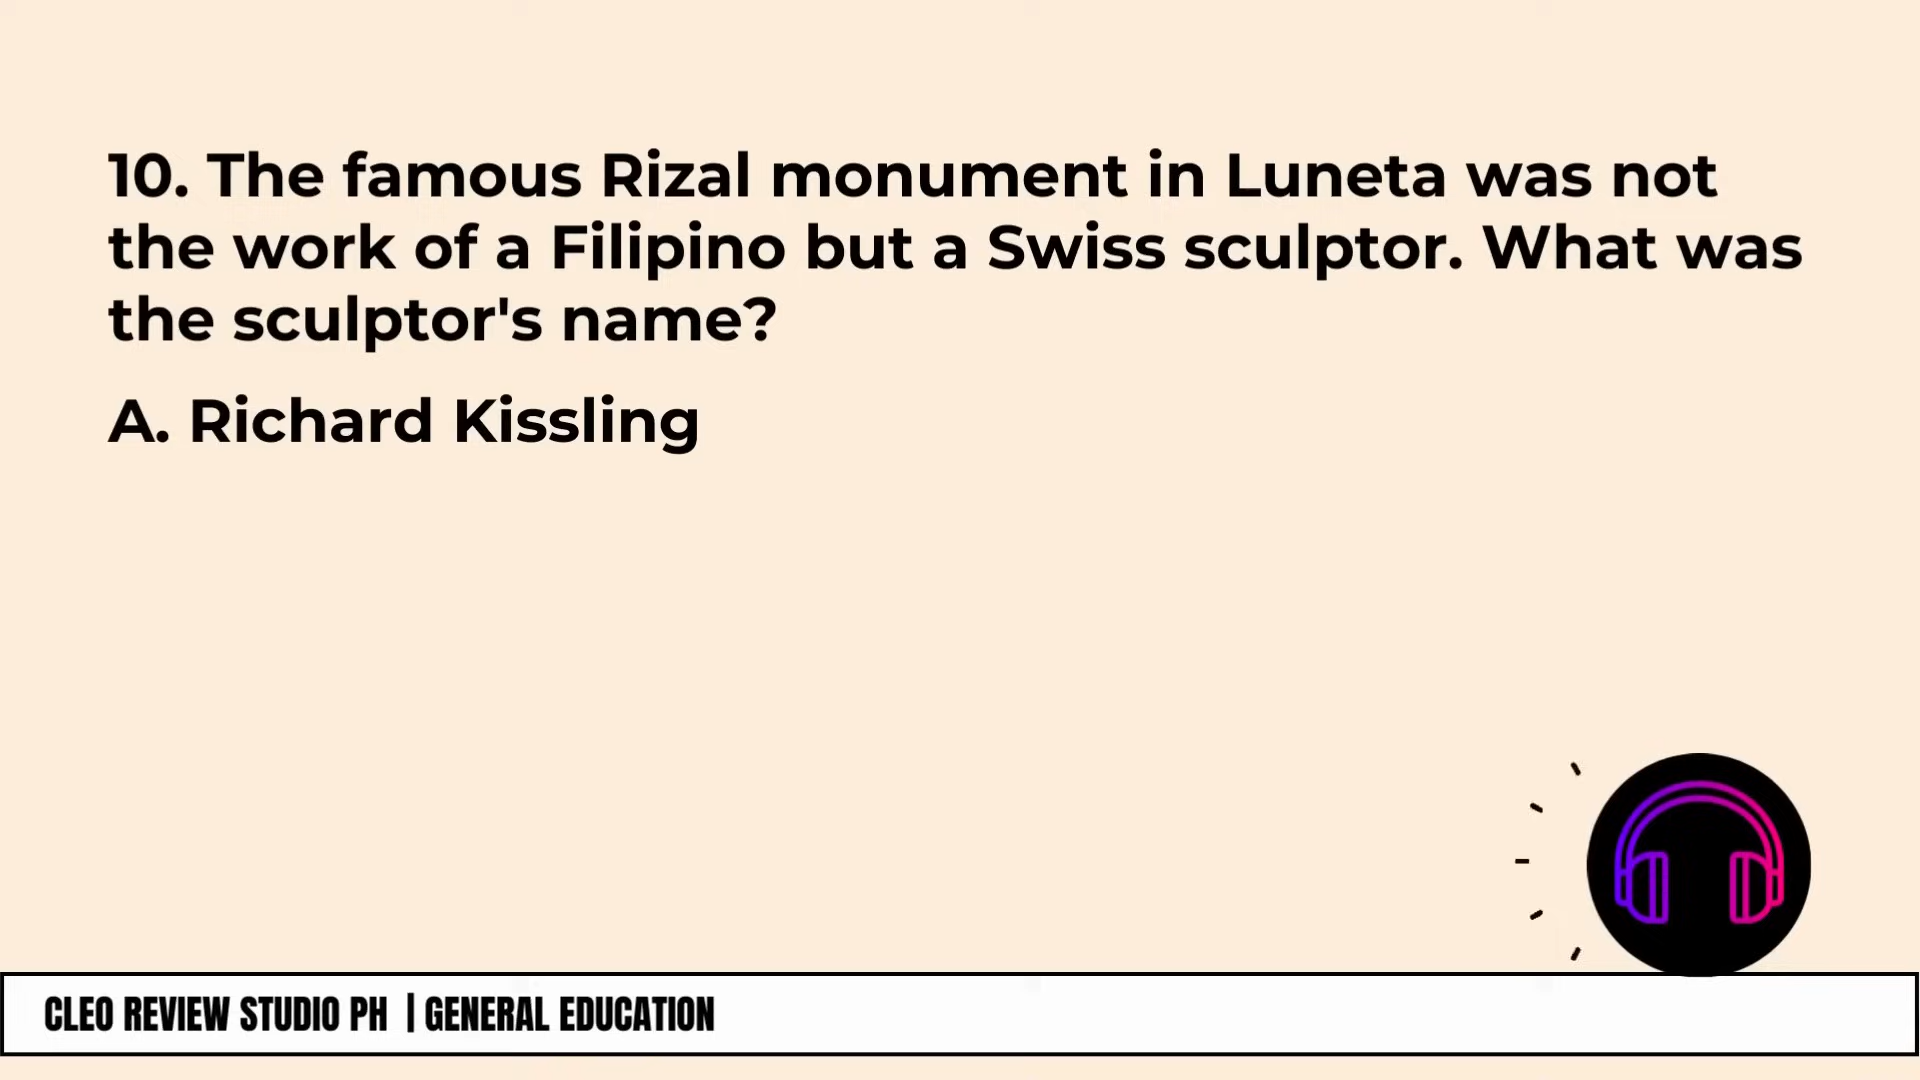 10. The famous Rizal monument in Luneta was not
the work of a Filipino but a Swiss sculptor. What was
the sculptor's name?
A. Richard Kissling
CLEO REVIEW STUDIO PH | GENERAL EDUCATION